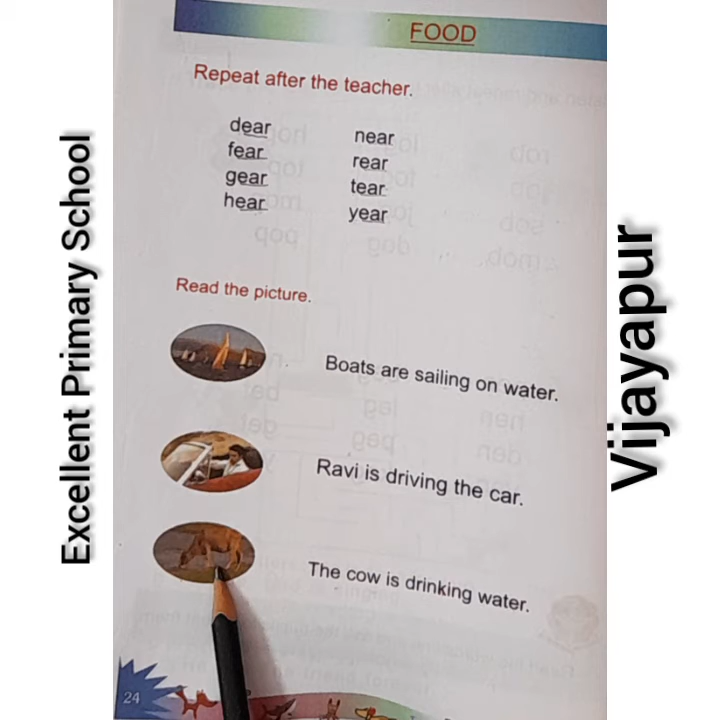 FOOD
Repeat after the teacher.
dear near
fear rear
gear tear
hear year
Read the picture.
Boats are sailing on water.
Ravi is driving the car.
The cow is drinking water.
24
Excellent Primary School
Vijayapur